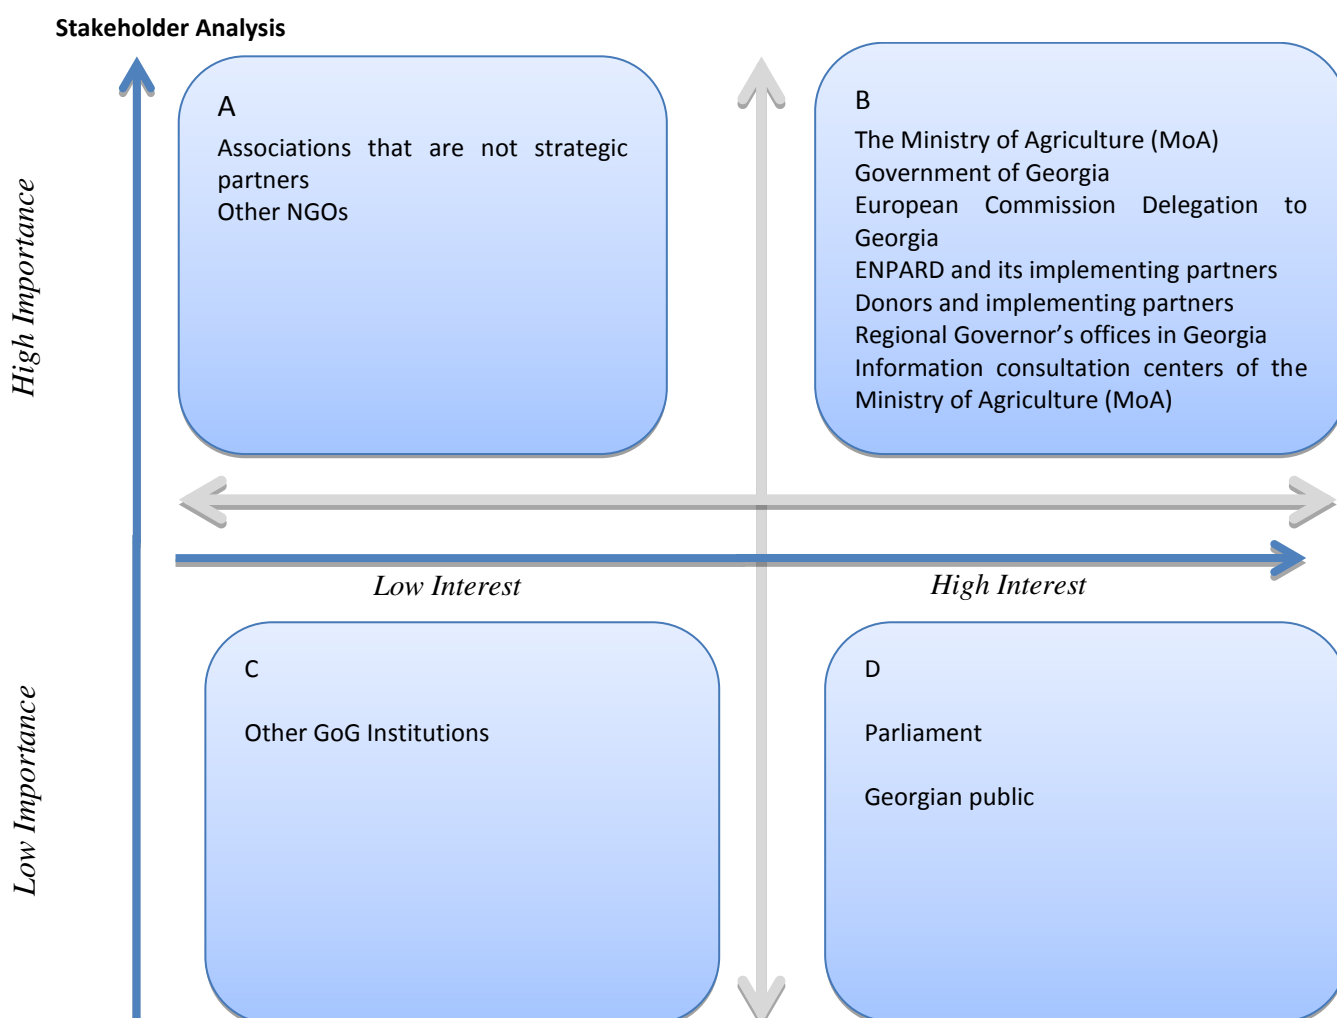 Stakeholder Analysis
High Importance
A
Associations that are not strategic
partners
Other NGOs
B
The Ministry of Agriculture (MoA)
Government of Georgia
European Commission Delegation to
Georgia
ENPARD and its implementing partners
Donors and implementing partners
Regional Governor’s offices in Georgia
Information consultation centers of the
Ministry of Agriculture (MoA)
Low Interest
High Interest
Low Importance
C
Other GoG Institutions
D
Parliament
Georgian public